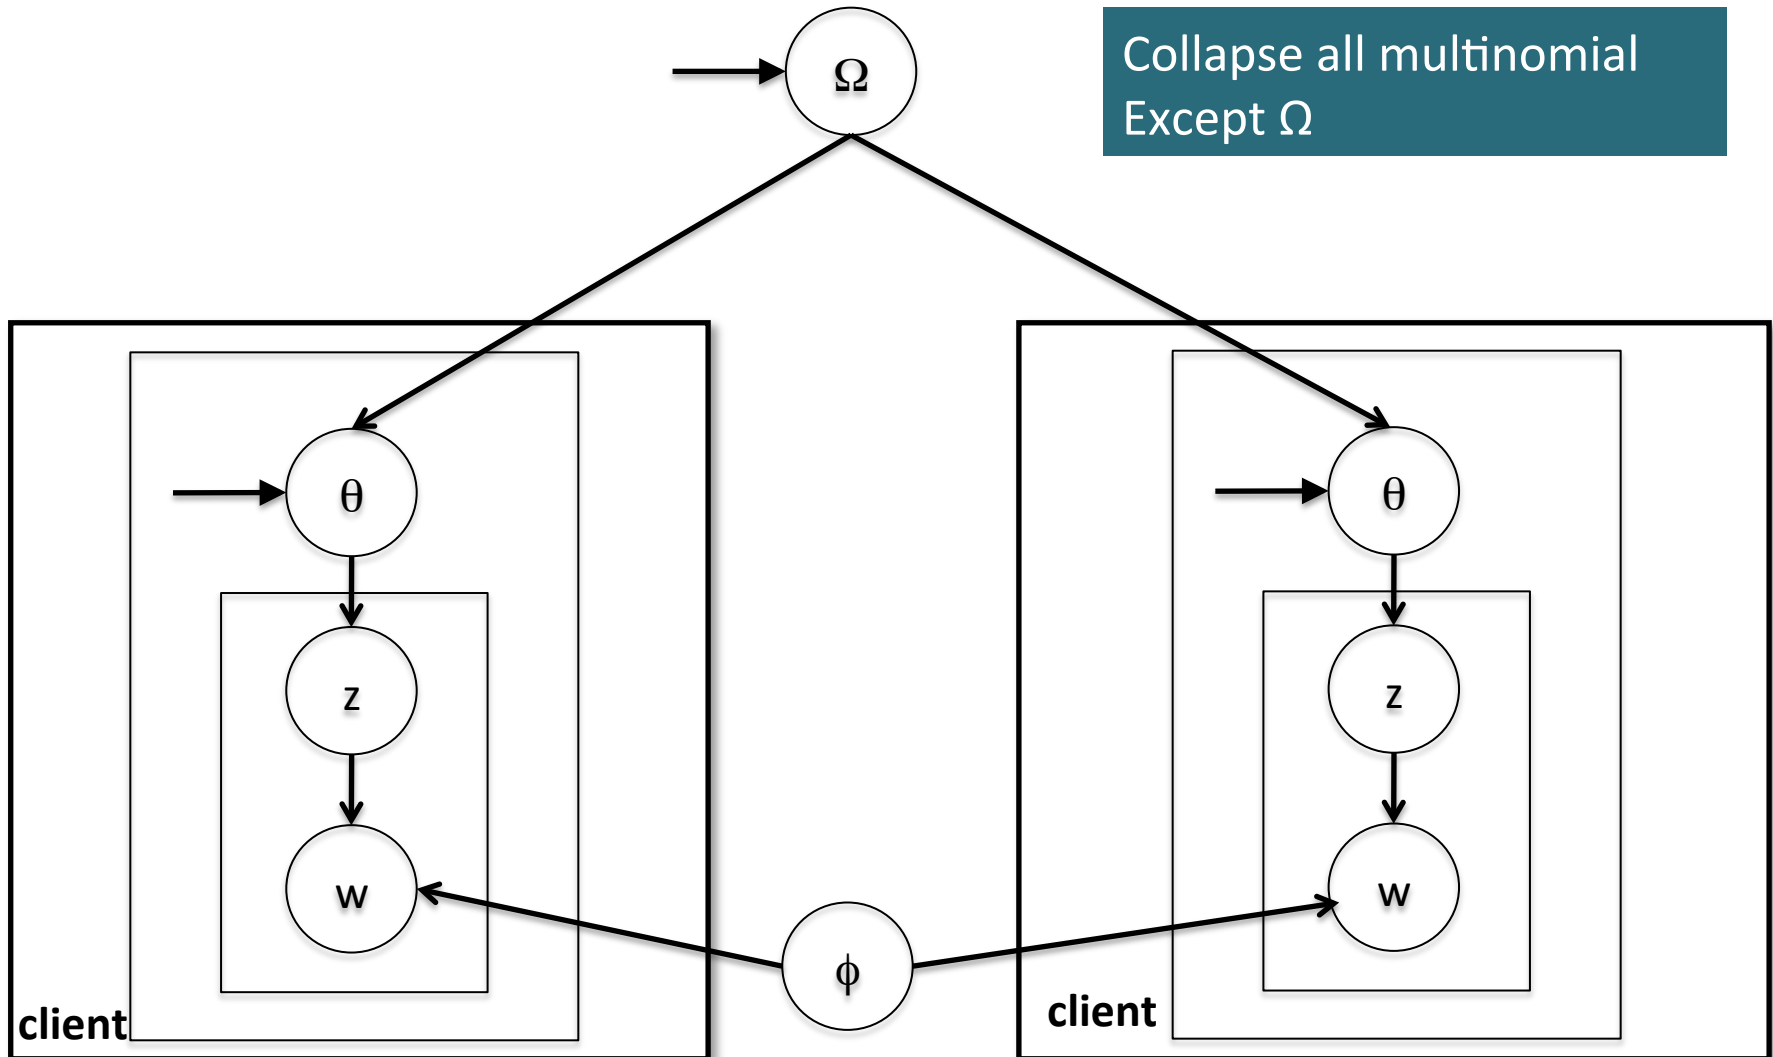 Ω
Collapse all multinomial
Except Ω
θ
θ
z
z
w
w
ϕ
client
client